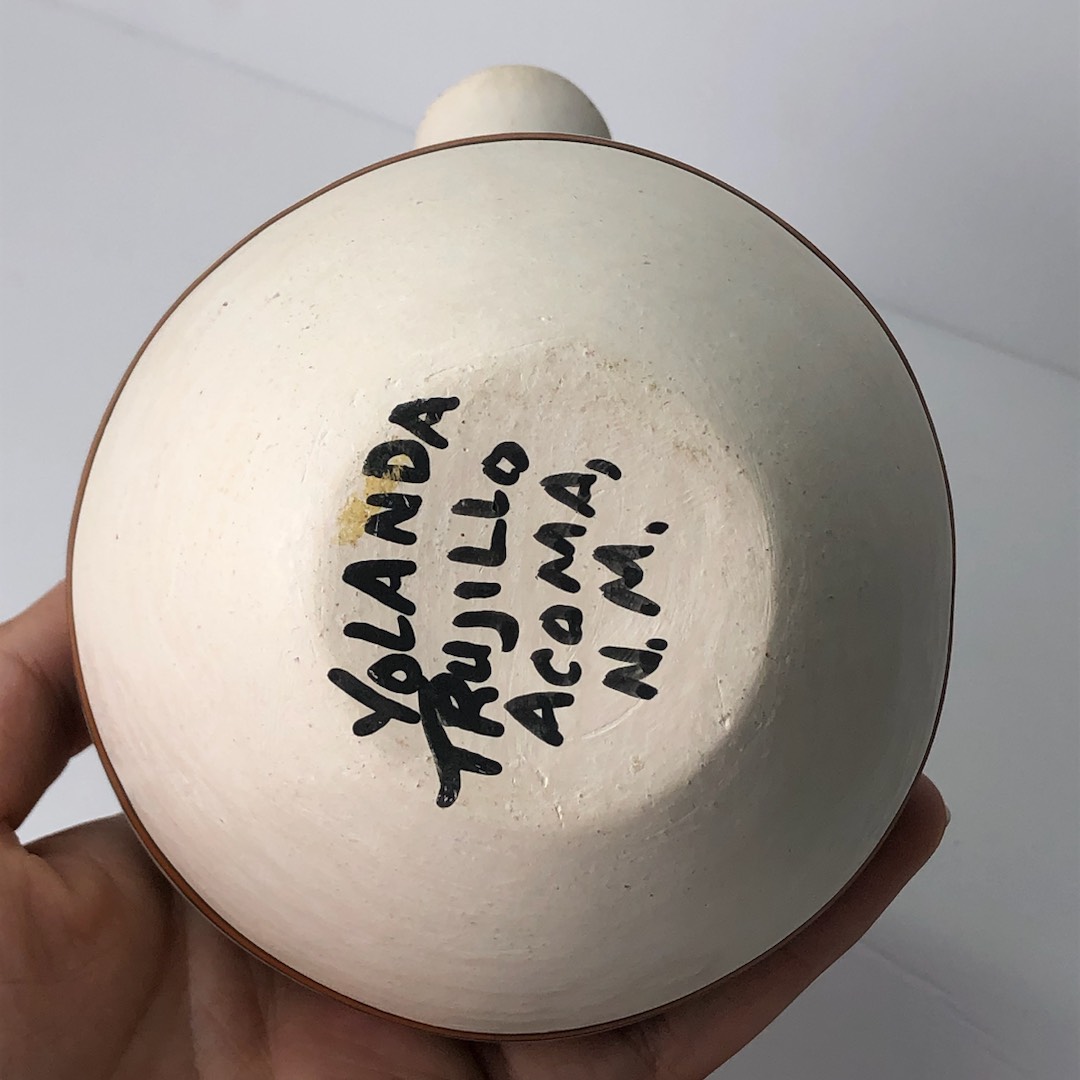 YOLANDA
TRUJILLO
ACOMA,
N.M.